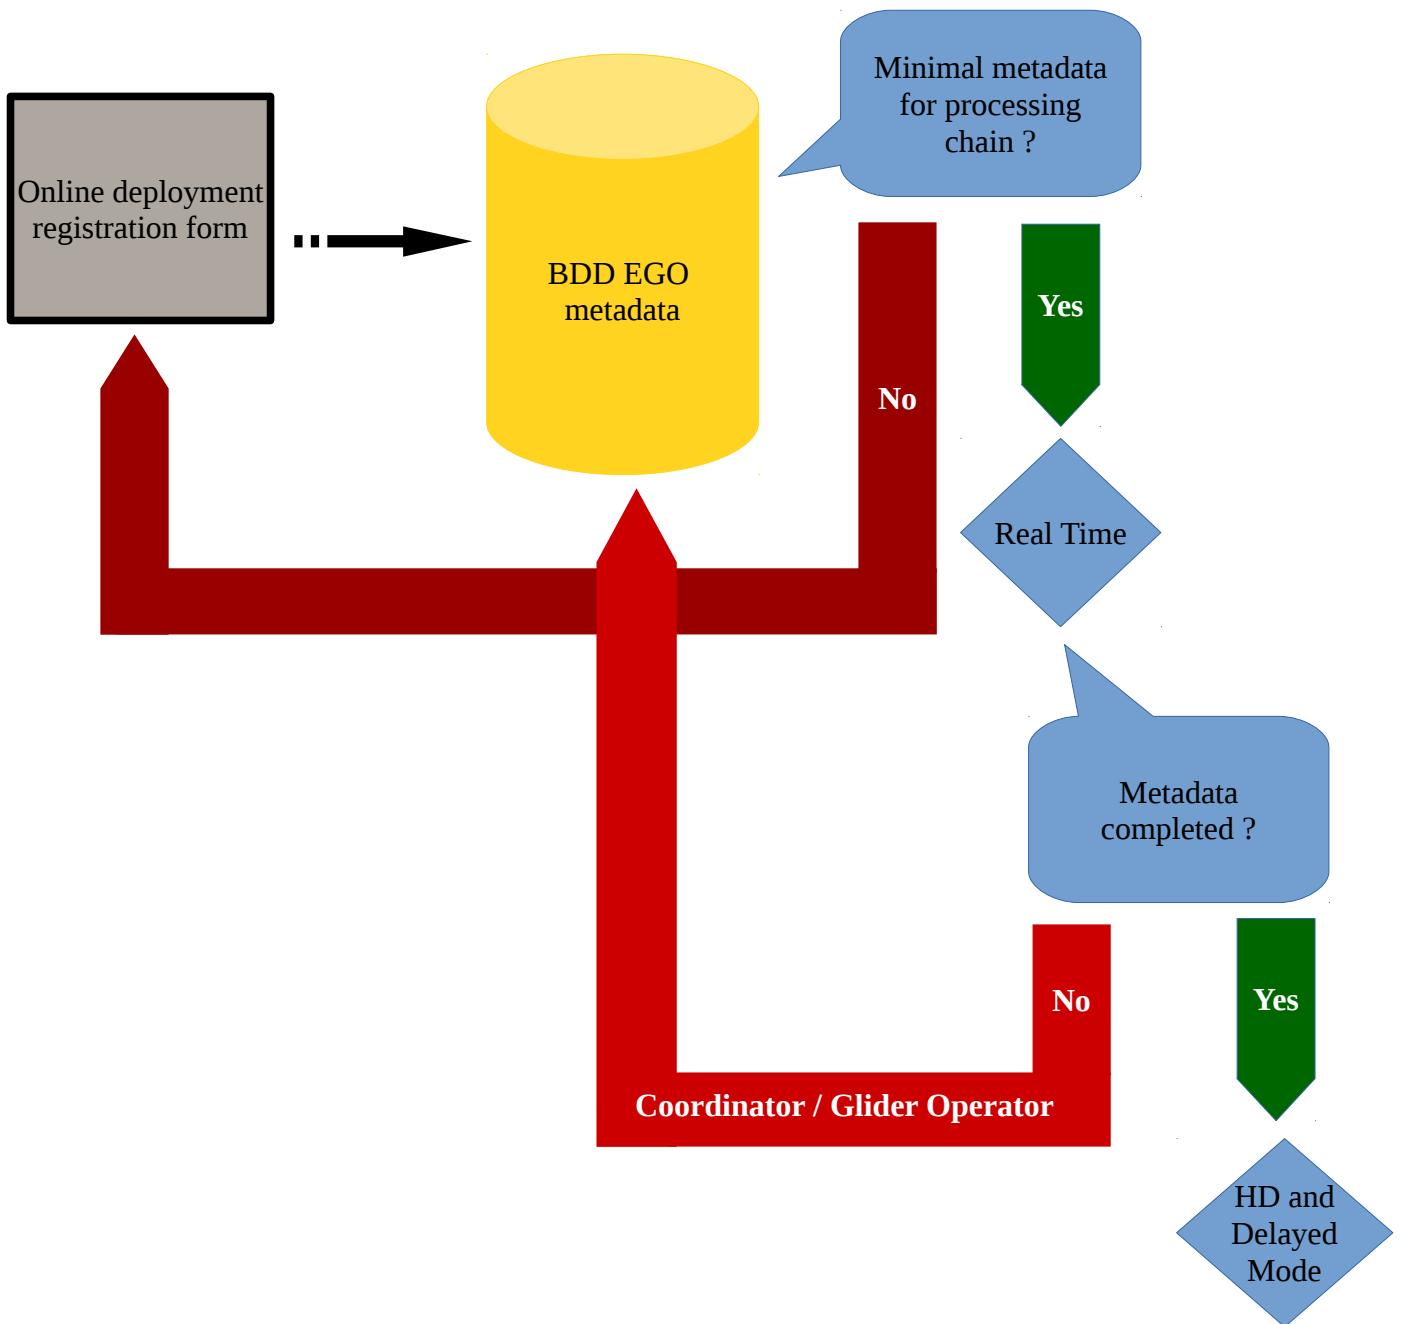 Minimal metadata
for processing
chain ?
Online deployment
registration form
BDD EGO
metadata
Yes
No
Real Time
Metadata
completed ?
No
Yes
Coordinator / Glider Operator
HD and
Delayed
Mode